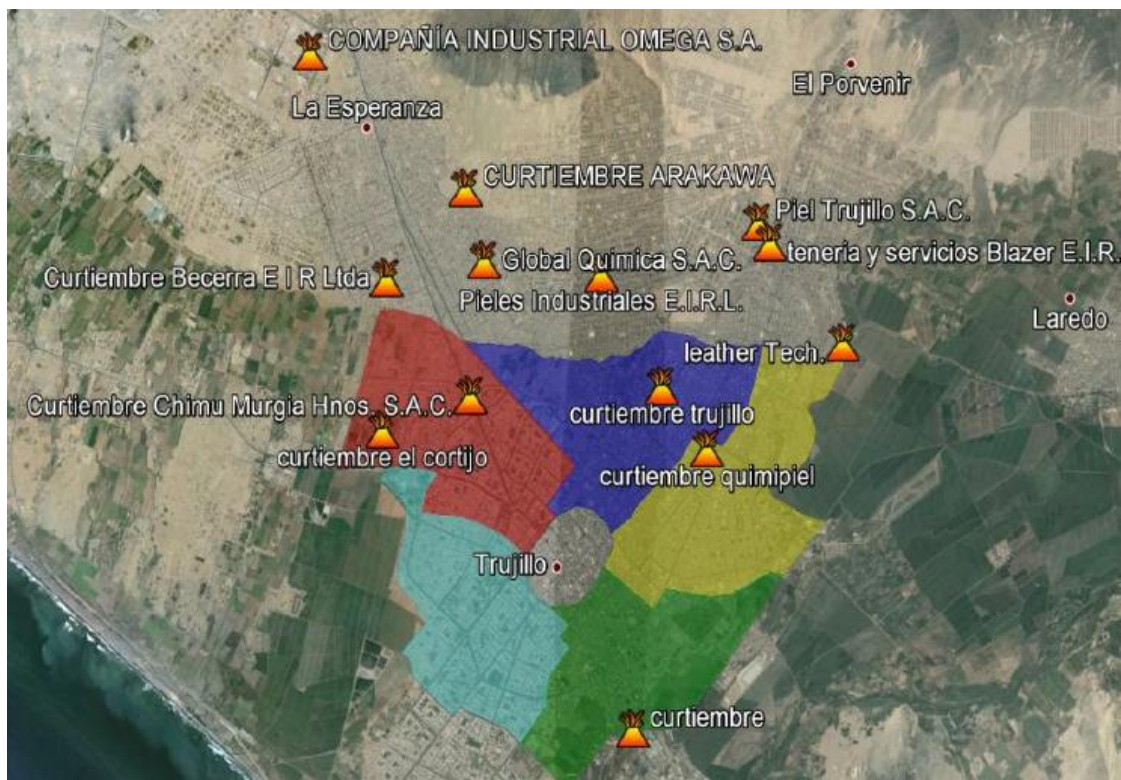 COMPAÑÍA INDUSTRIAL OMEGA S.A.
El Porvenir
La Esperanza
CURTIEMBRE ARAKAWA
Piel Trujillo S.A.C.
teneria y servicios Blazer E.I.R.
Global Quimica S.A.C.
Curtiembre Becerra E I R Ltda
Pieles Industriales E.I.R.L.
Laredo
leather Tech.
Curtiembre Chimu Murgia Hnos. S.A.C.
curtiembre trujillo
curtiembre el cortijo
curtiembre quimipiel
Trujillo
curtiembre